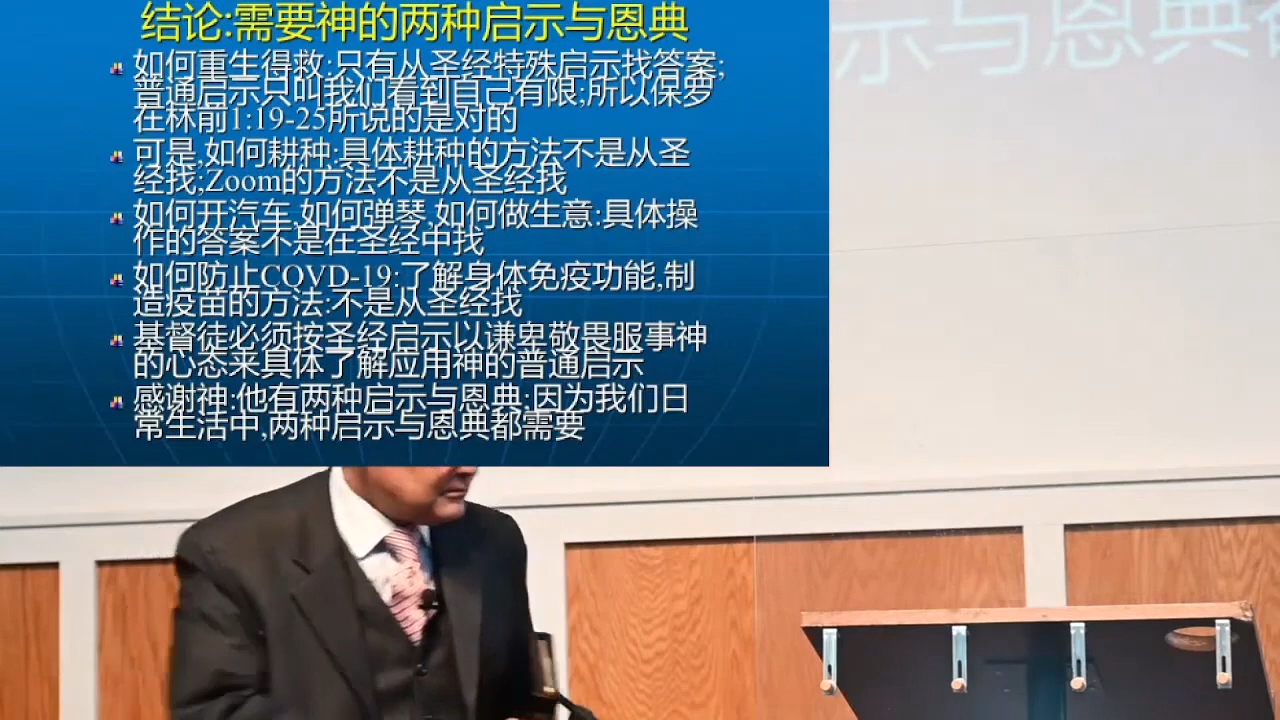 结论:需要神的两种启示与恩典
如何重生得救:只有从圣经特殊启示找答案;
普通启示只叫我们看到自己有限;所以保罗
在林前1:19-25所说的是对的
可是,如何耕种:具体耕种的方法不是从圣
经找;Zoom的方法不是从圣经找
如何开汽车,如何弹琴,如何做生意:具体操
作的答案不是在圣经中找
如何防止COVD-19:了解身体免疫功能,制
造疫苗的方法:不是从圣经找
基督徒必须按圣经启示以谦卑敬畏服事神
的心态来具体了解应用神的普通启示
感谢神:他有两种启示与恩典;因为我们日
常生活中,两种启示与恩典都需要
示与恩典